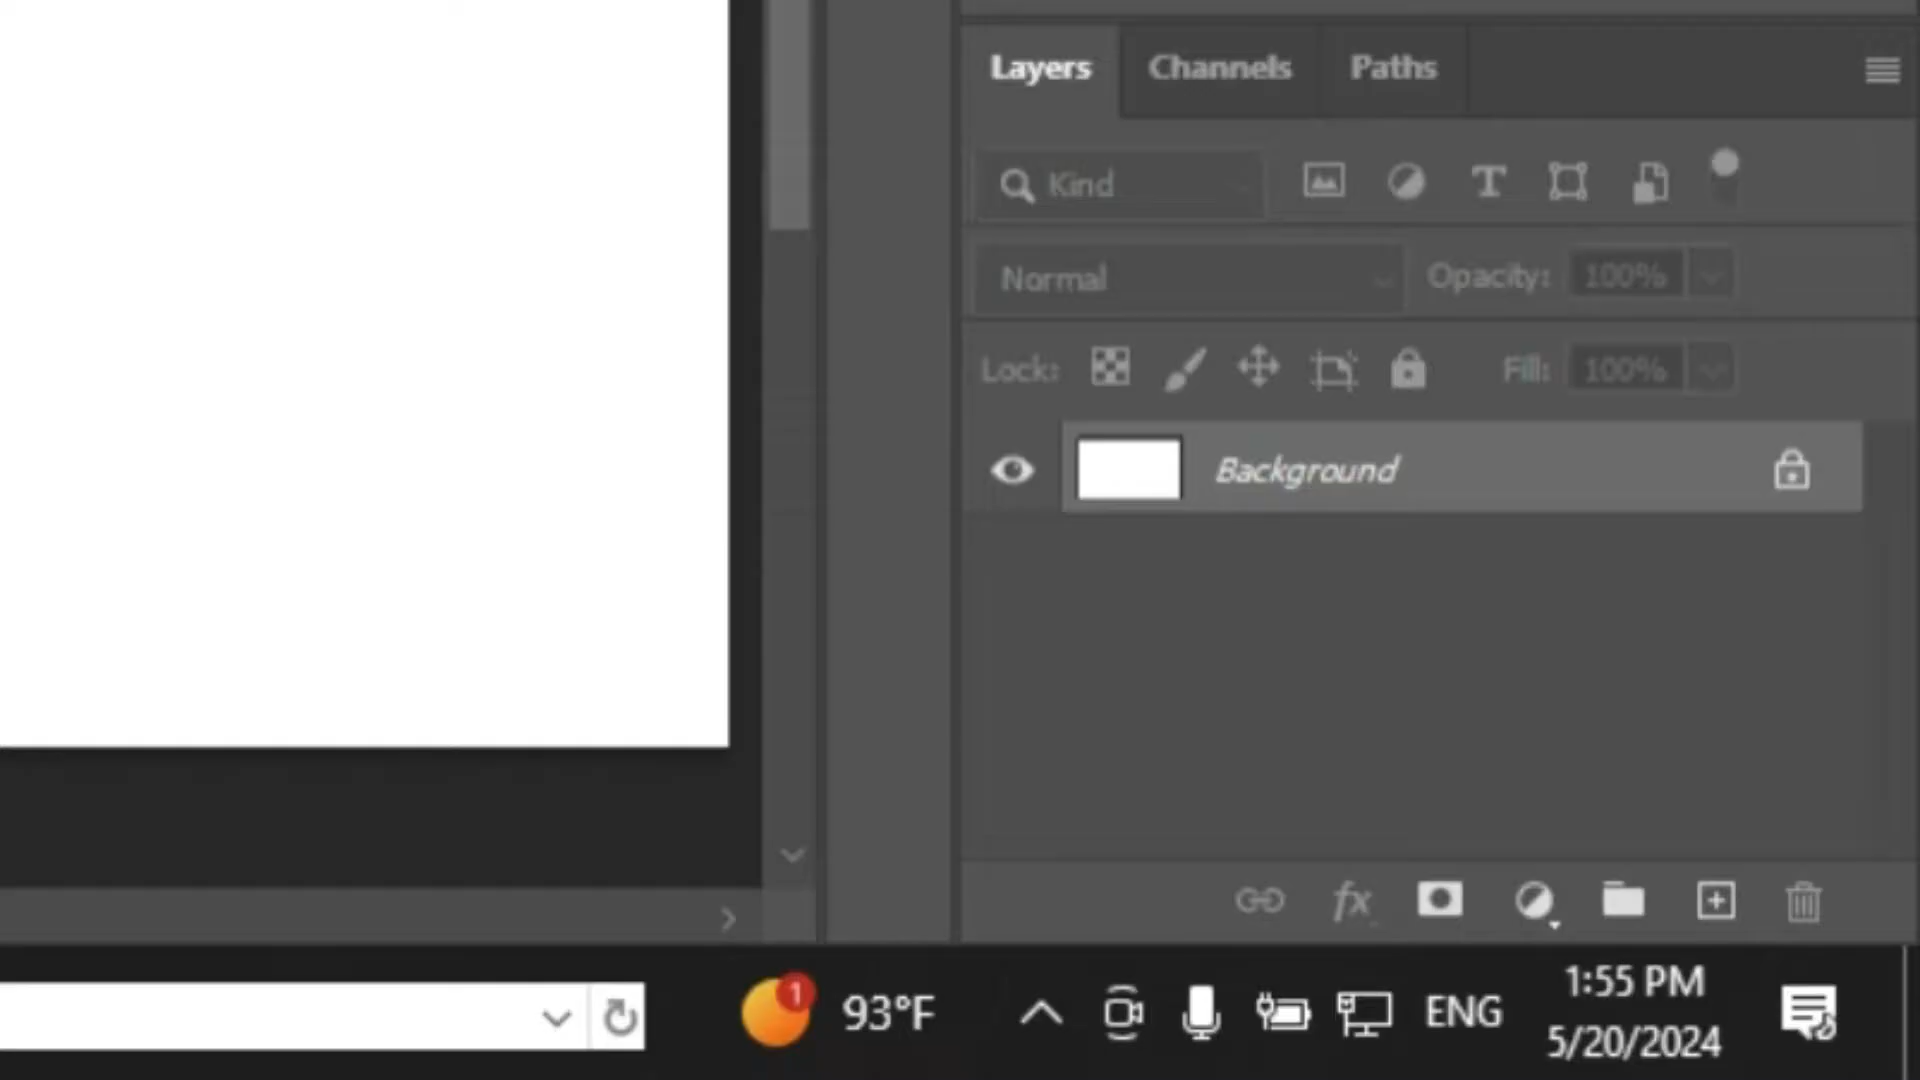 Layers Channels Paths
Kind T
Normal Opacity: 100%
Lock: Fill: 100%
Background
fx
1 93°F ENG 1:55 PM
5/20/2024